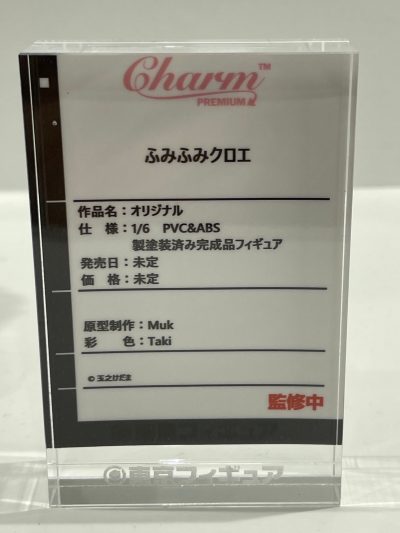 Charm™
PREMIUM
ふみふみクロエ
作品名：オリジナル
仕　様：1/6　PVC&ABS
製塗装済み完成品フィギュア
発売日：未定
価　格：未定
原型制作：Muk
彩　　色：Taki
© 玉之けだま
監修中
東京フィギュア